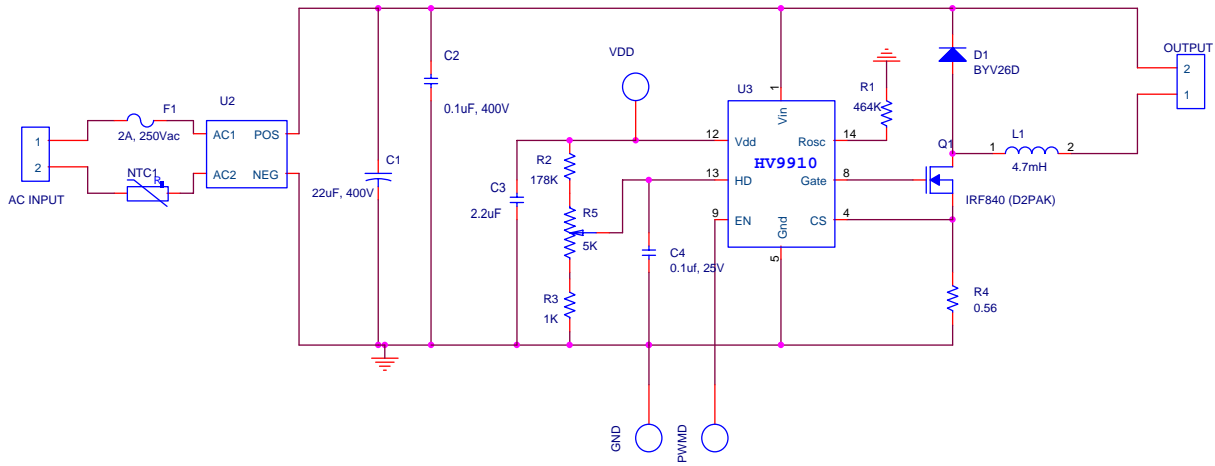 C2
0.1uF, 400V
VDD
D1
BYV26D
OUTPUT
2
1
F1
2A, 250Vac
U2
AC1
POS
AC2
NEG
1
2
AC INPUT
NTC1
R
C1
22uF, 400V
U3
1
Vin
R1
464K
12
Vdd
Rosc
14
HV9910
13
HD
Gate
8
9
EN
CS
4
Gnd
5
R2
178K
C3
2.2uF
R5
5K
C4
0.1uf, 25V
R3
1K
Q1
IRF840 (D2PAK)
1
L1
2
4.7mH
R4
0.56
GND
PWMD